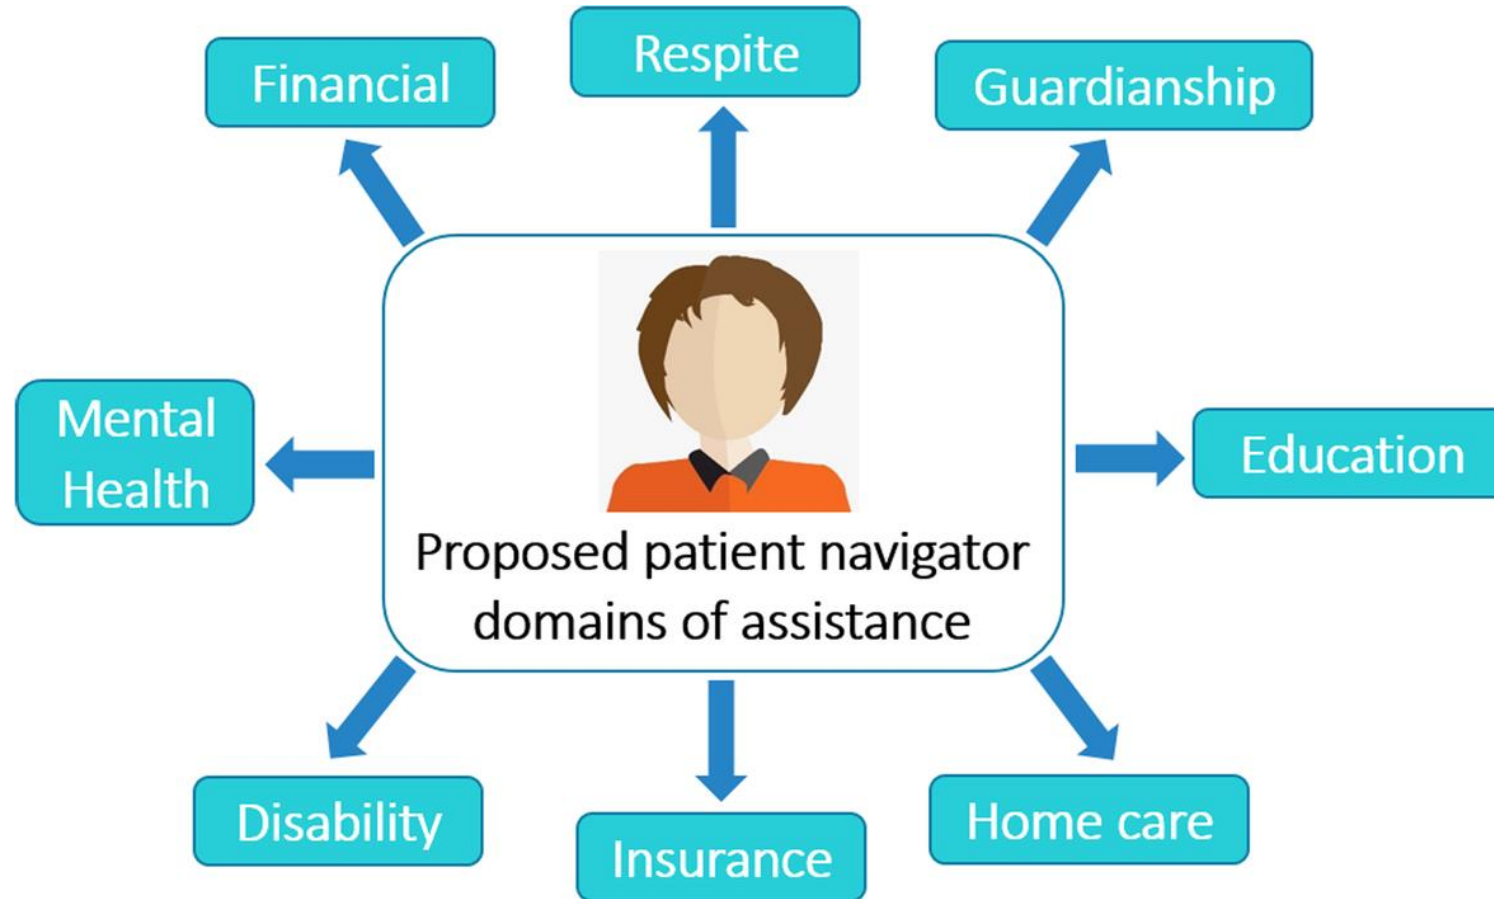 Financial
Respite
Guardianship
Mental
Health
Education
Proposed patient navigator
domains of assistance
Disability
Insurance
Home care